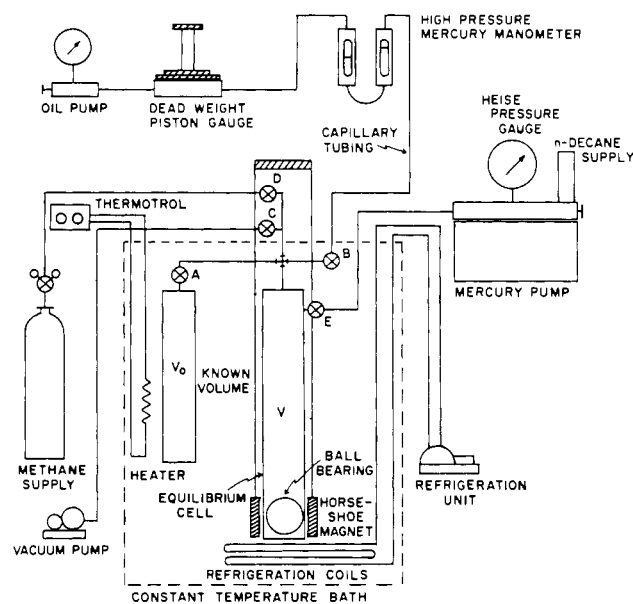 HIGH PRESSURE
MERCURY MANOMETER
OIL PUMP
DEAD WEIGHT
PISTON GAUGE
HEISE
PRESSURE
GAUGE
n-DECANE
SUPPLY
CAPILLARY
TUBING
D
THERMOTROL
C
A
B
MERCURY PUMP
E
Vo
KNOWN
VOLUME
V
METHANE
SUPPLY
HEATER
BALL
BEARING
EQUILIBRIUM
CELL
HORSE-
SHOE
MAGNET
REFRIGERATION
UNIT
VACUUM PUMP
REFRIGERATION COILS
CONSTANT TEMPERATURE BATH